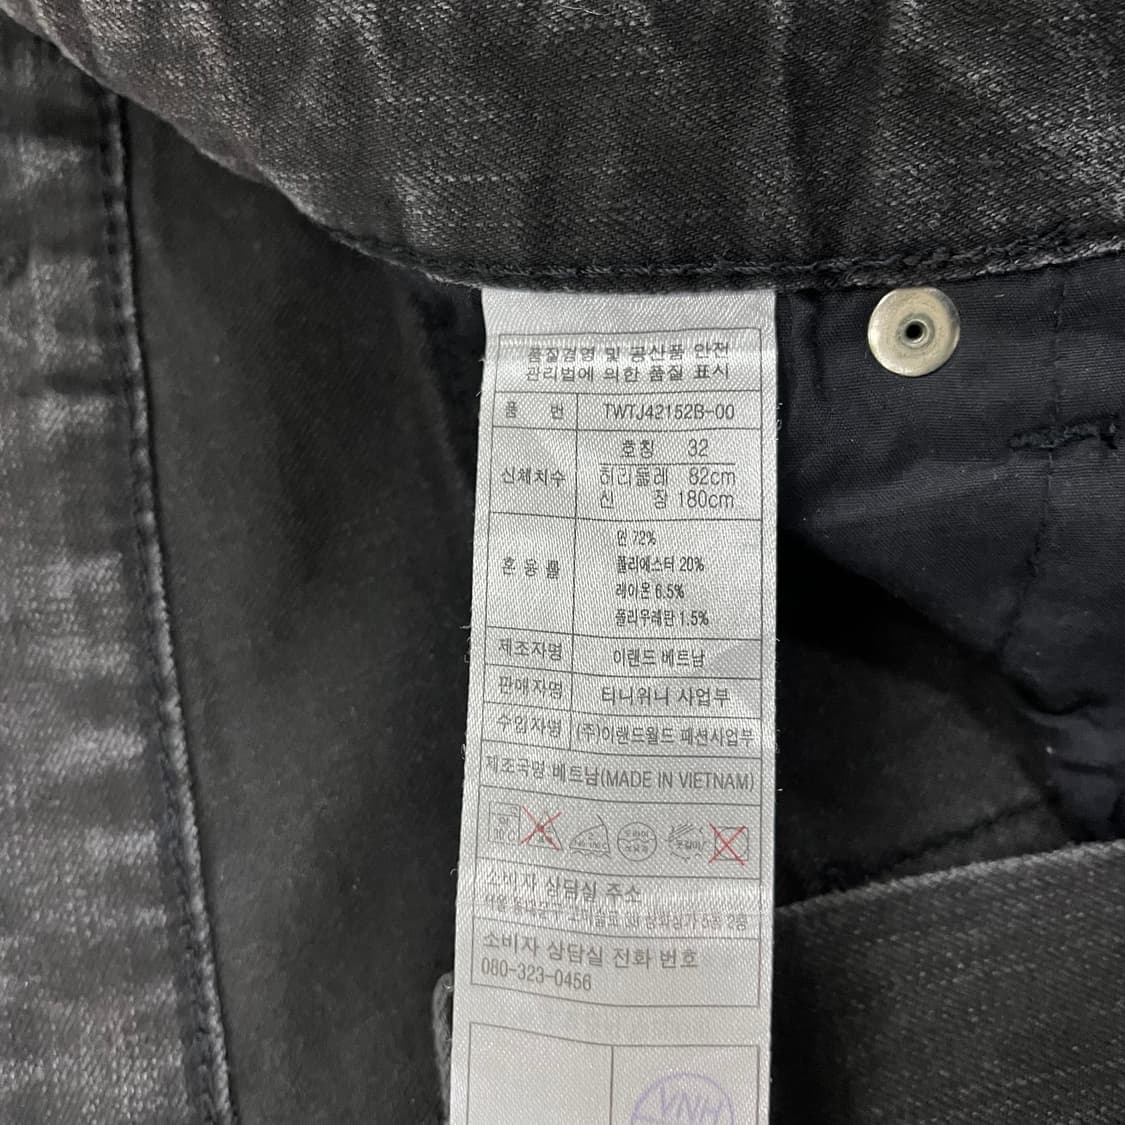 품질경영 및 공산품 안전
관리법에 의한 품질 표시
품 번 TWTJ42152B-00
신체치수
호칭 32
허리둘레 82cm
신 장 180cm
혼용률
면 72%
폴리에스터 20%
레이온 6.5%
폴리우레탄 1.5%
제조자명 이랜드 베트남
판매자명 티니위니 사업부
수입자명 (주)이랜드월드 패션사업부
제조국명 베트남(MADE IN VIETNAM)
드라이
옷걸이
소비자 상담실 주소
소비자 상담실 전화 번호
080-323-0456